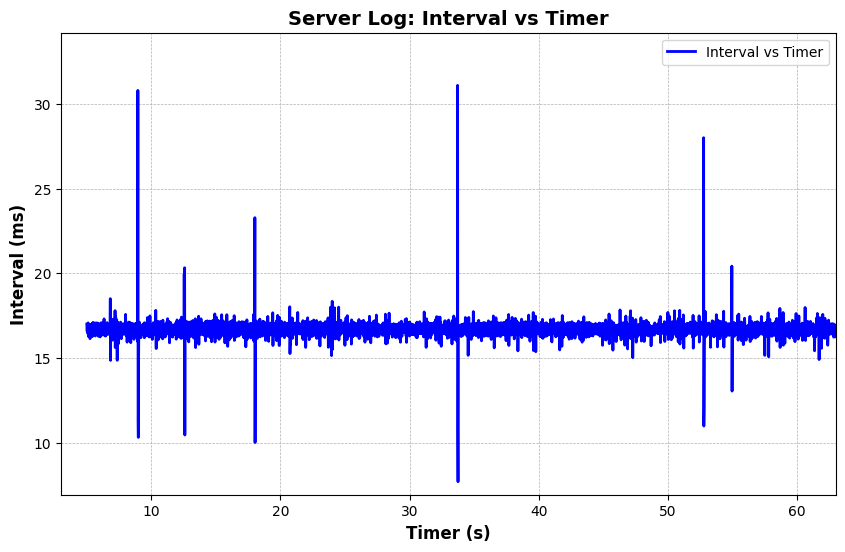 Server Log: Interval vs Timer
Interval vs Timer
30
25
20
15
10
Interval (ms)
10 20 30 40 50 60
Timer (s)